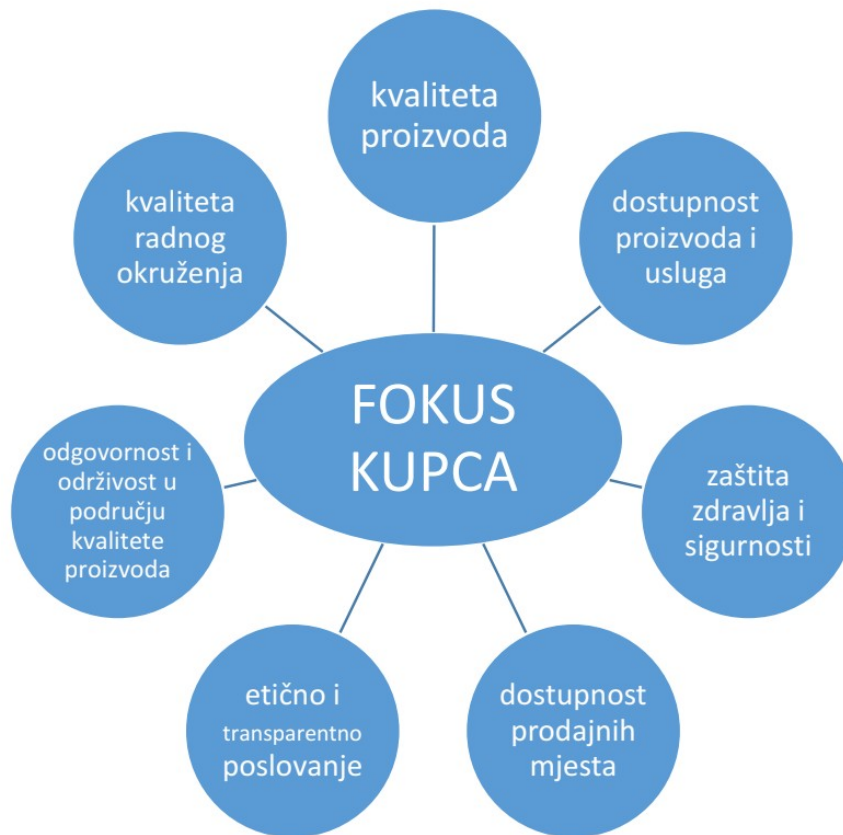 kvaliteta
proizvoda
dostupnost
proizvoda i
usluga
zaštita
zdravlja i
sigurnosti
dostupnost
prodajnih
mjesta
etično i
transparentno
poslovanje
odgovornost i
održivost u
području
kvalitete
proizvoda
kvaliteta
radnog
okruženja
FOKUS
KUPCA